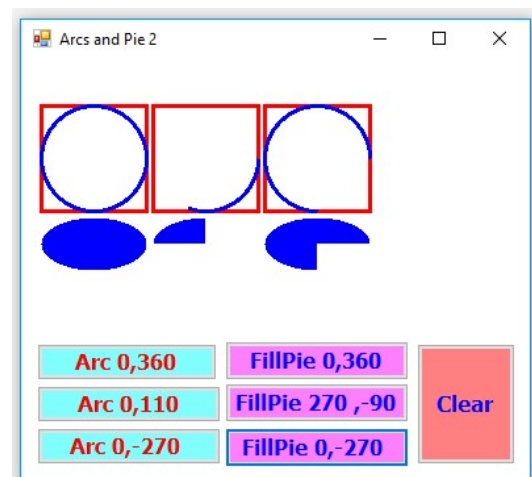 Arcs and Pie 2
Arc 0,360
FillPie 0,360
Arc 0,110
FillPie 270 ,-90
Clear
Arc 0,-270
FillPie 0,-270